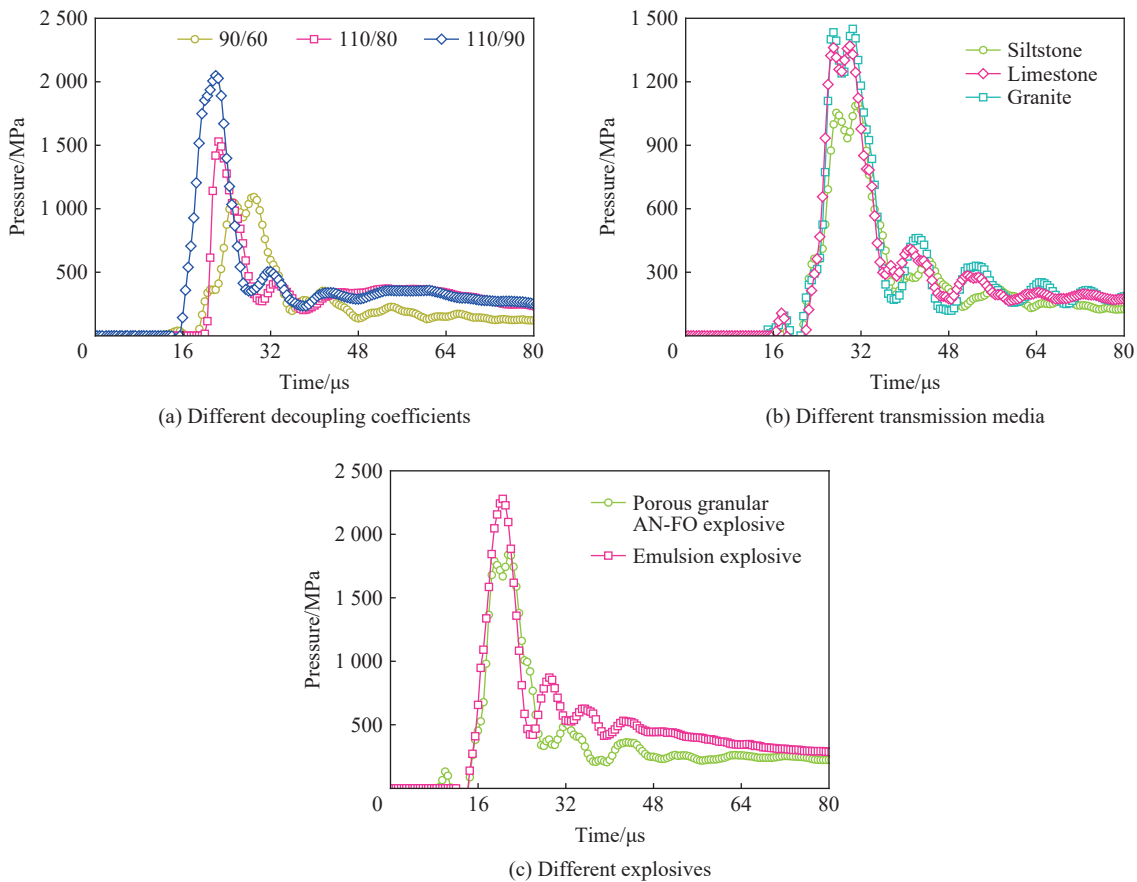 2 500
2 000
1 500
1 000
500
0
Pressure/MPa
90/60
110/80
110/90
16
32
48
64
80
Time/μs
(a) Different decoupling coefficients
1 500
1 200
900
600
300
0
Pressure/MPa
Siltstone
Limestone
Granite
16
32
48
64
80
Time/μs
(b) Different transmission media
2 500
2 000
1 500
1 000
500
0
Pressure/MPa
Porous granular
AN-FO explosive
Emulsion explosive
16
32
48
64
80
Time/μs
(c) Different explosives